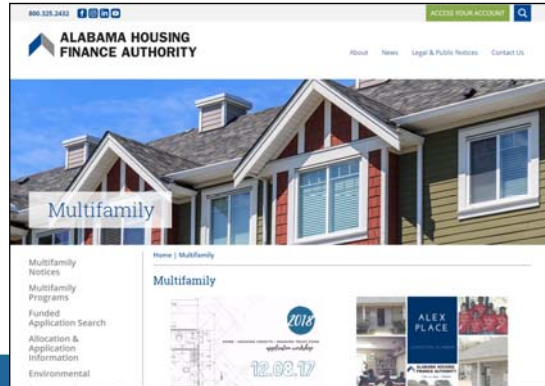 800.325.2432
ACCESS YOUR ACCOUNT
ALABAMA HOUSING
FINANCE AUTHORITY
About News Legal & Public Notices Contact Us
Multifamily
Home | Multifamily
Multifamily
Multifamily
Notices
Multifamily
Programs
Funded
Application Search
Allocation &
Application
Information
Environmental
2018
application workshop
12.08.17
ALEX
PLACE
ALABAMA HOUSING
FINANCE AUTHORITY